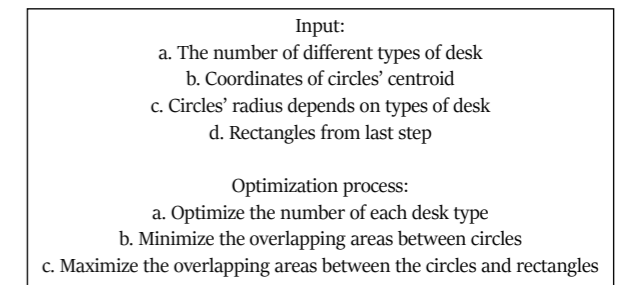 Input:
a. The number of different types of desk
b. Coordinates of circles' centroid
c. Circles' radius depends on types of desk
d. Rectangles from last step
Optimization process:
a. Optimize the number of each desk type
b. Minimize the overlapping areas between circles
c. Maximize the overlapping areas between the circles and rectangles